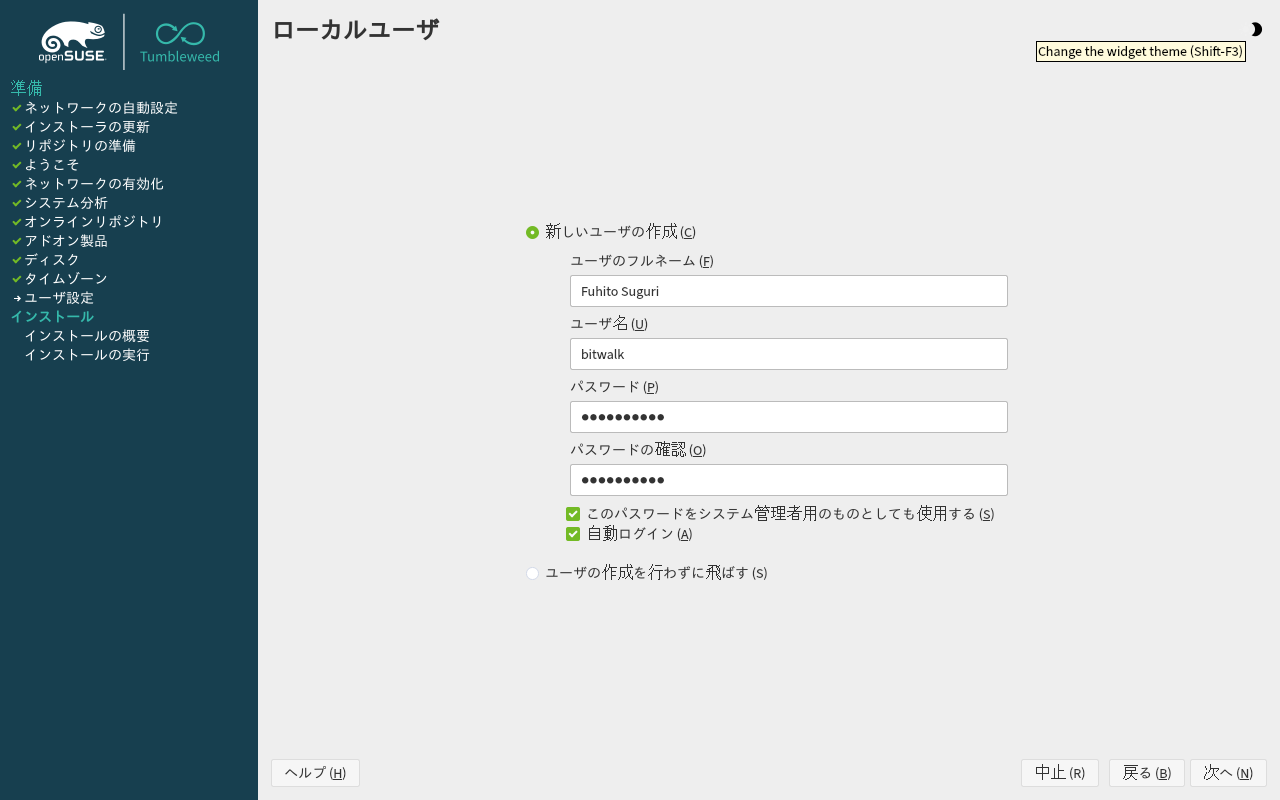 openSUSE Tumbleweed
ローカルユーザ
Change the widget theme (Shift-F3)
準備
ネットワークの自動設定
インストーラの更新
リポジトリの準備
ようこそ
ネットワークの有効化
システム分析
オンラインリポジトリ
アドオン製品
ディスク
タイムゾーン
ユーザ設定
インストール
インストールの概要
インストールの実行
新しいユーザの作成 (C)
ユーザのフルネーム (F)
Fuhito Suguri
ユーザ名 (U)
bitwalk
パスワード (P)
●●●●●●●●●●
パスワードの確認 (O)
●●●●●●●●●●
このパスワードをシステム管理者用のものとしても使用する (S)
自動ログイン (A)
ユーザの作成を行わずに飛ばす (S)
ヘルプ (H)
中止 (R)
戻る (B)
次へ (N)